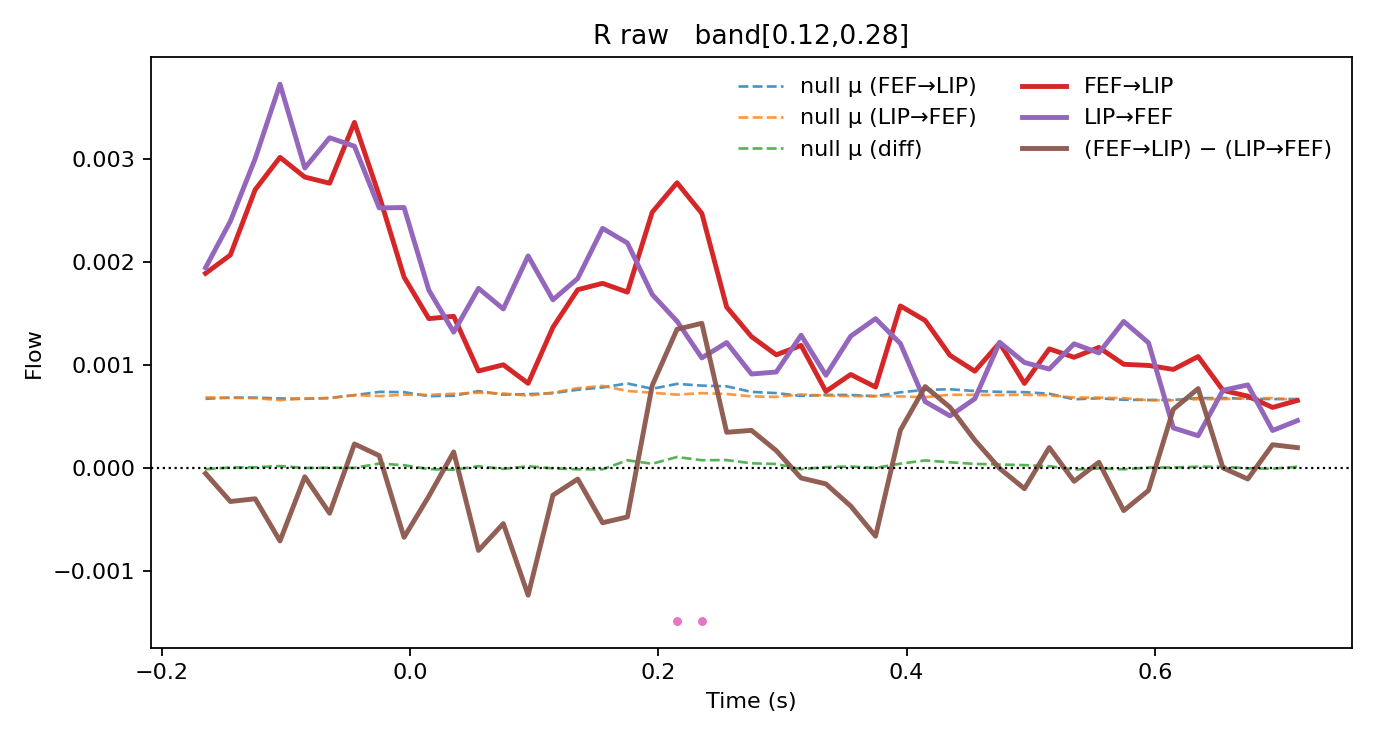 R raw   band[0.12,0.28]
null μ (FEF→LIP)
null μ (LIP→FEF)
null μ (diff)
FEF→LIP
LIP→FEF
(FEF→LIP) − (LIP→FEF)
Flow
0.003
0.002
0.001
0.000
−0.001
−0.2
0.0
0.2
0.4
0.6
Time (s)